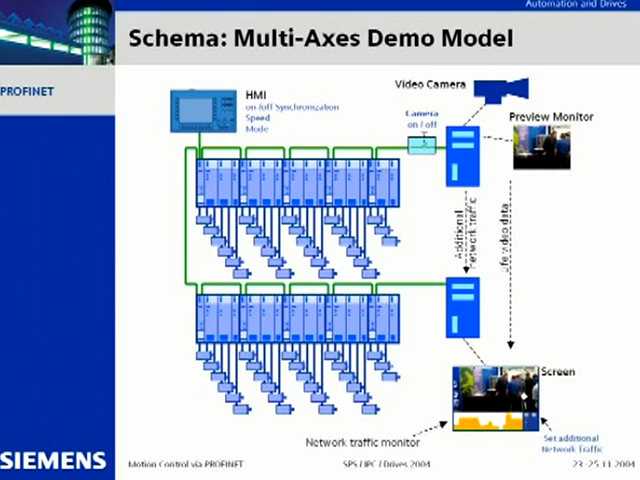 Automation and Drives
Schema: Multi-Axes Demo Model
PROFINET
HMI
on/off Synchronization
Speed
Mode
Video Camera
Camera
on / off
Preview Monitor
Additional
network traffic
Life video data
Screen
Network traffic monitor
Set additional
Network Traffic
SIEMENS
Motion Control via PROFINET
SPS / IPC / Drives 2004
23.-25.11.2004